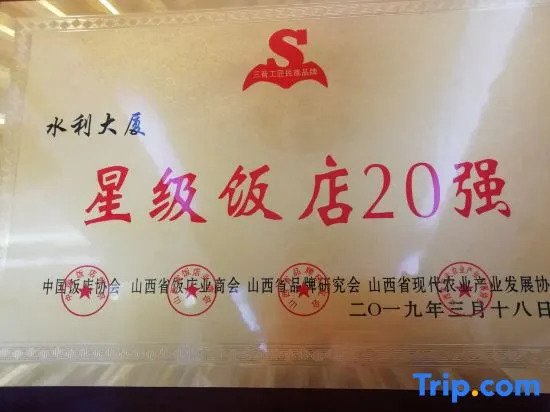 S
三晋工匠民意品牌
水利大厦
星级饭店20强
中国饭店协会 山西省饭店业商会 山西省品牌研究会 山西省现代农业产业发展协
二〇一九年三月十八日
Trip.com